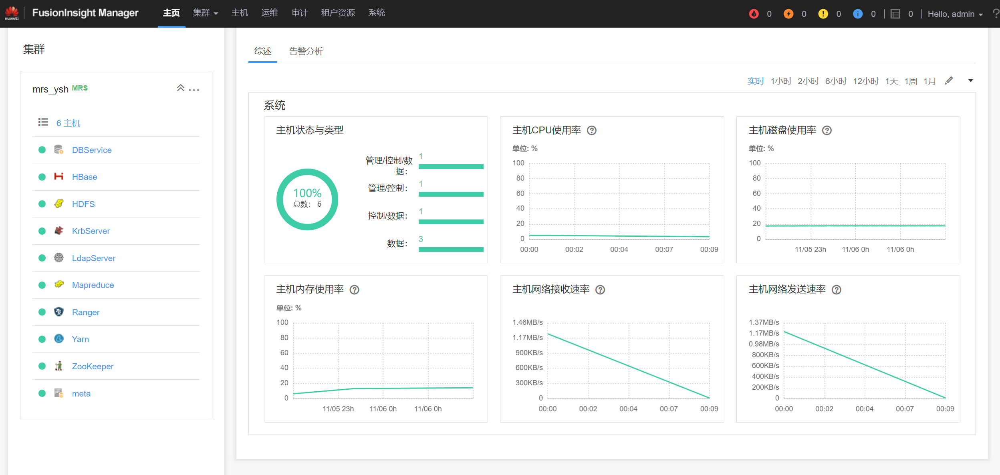 HUAWEI
FusionInsight Manager
主页 集群 主机 运维 审计 租户资源 系统
0 0 0 0 0 Hello, admin ?
集群
mrs_ysh MRS
6 主机
DBService
HBase
HDFS
KrbServer
LdapServer
Mapreduce
Ranger
Yarn
ZooKeeper
meta
综述 告警分析
实时 1小时 2小时 6小时 12小时 1天 1周 1月
系统
主机状态与类型
100%
总数： 6
管理/控制/数
据：
1
管理/控制：
1
控制/数据：
1
数据：
3
主机CPU使用率 ?
单位: %
100
80
60
40
20
0
00:00 00:02 00:04 00:07 00:09
主机磁盘使用率 ?
单位: %
100
80
60
40
20
0
11/05 23h 11/06 0h 11/06 0h
主机内存使用率 ?
单位: %
100
80
60
40
20
0
11/05 23h 11/06 0h 11/06 0h
主机网络接收速率 ?
1.46MB/s
1.17MB/s
900KB/s
600KB/s
300KB/s
0
00:00 00:02 00:04 00:07 00:09
主机网络发送速率 ?
1.37MB/s
1.17MB/s
0.98MB/s
800KB/s
600KB/s
400KB/s
200KB/s
0
00:00 00:02 00:04 00:07 00:09